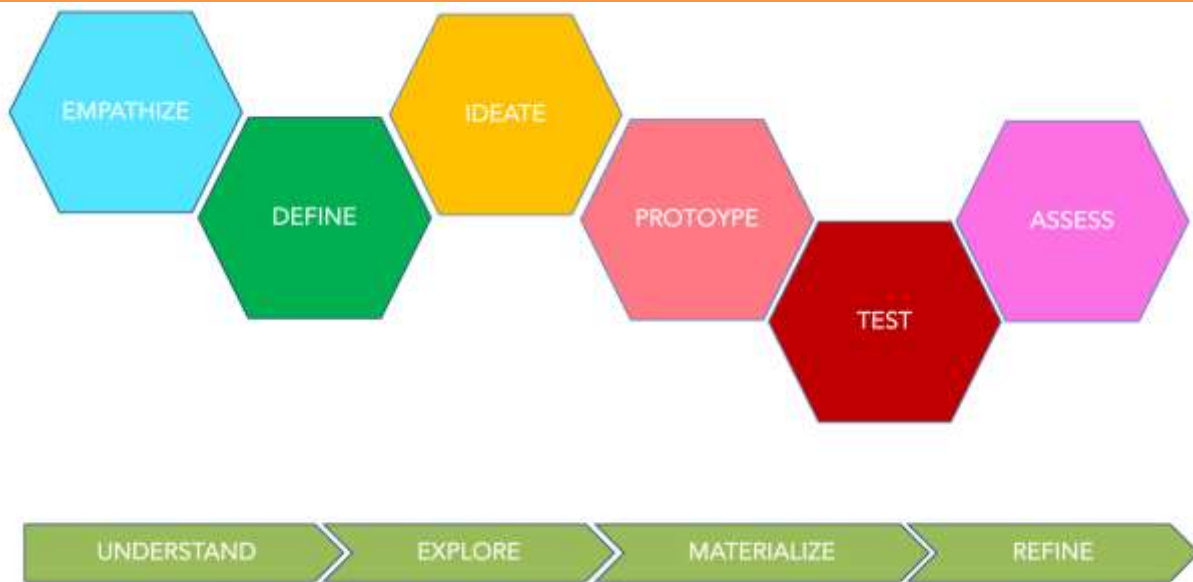 EMPATHIZE
IDEATE
DEFINE
PROTOYPE
ASSESS
TEST
UNDERSTAND
EXPLORE
MATERIALIZE
REFINE